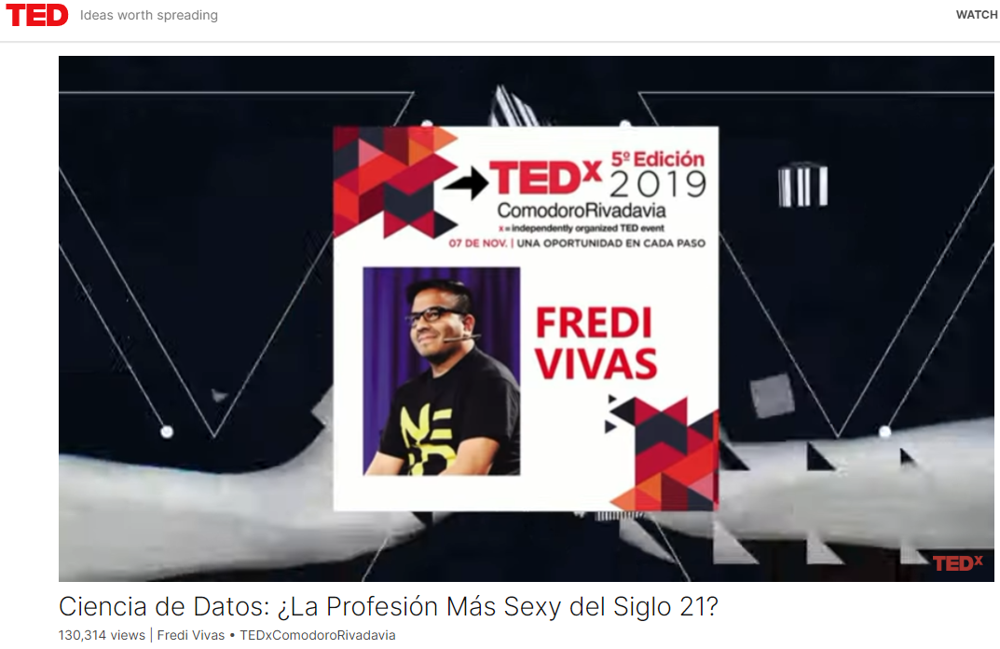 TED Ideas worth spreading
WATCH
TEDx 5º Edición
2019
ComodoroRivadavia
x = independently organized TED event
07 DE NOV. | UNA OPORTUNIDAD EN CADA PASO
FREDI
VIVAS
NE
RD
TEDx
Ciencia de Datos: ¿La Profesión Más Sexy del Siglo 21?
130,314 views | Fredi Vivas • TEDxComodoroRivadavia